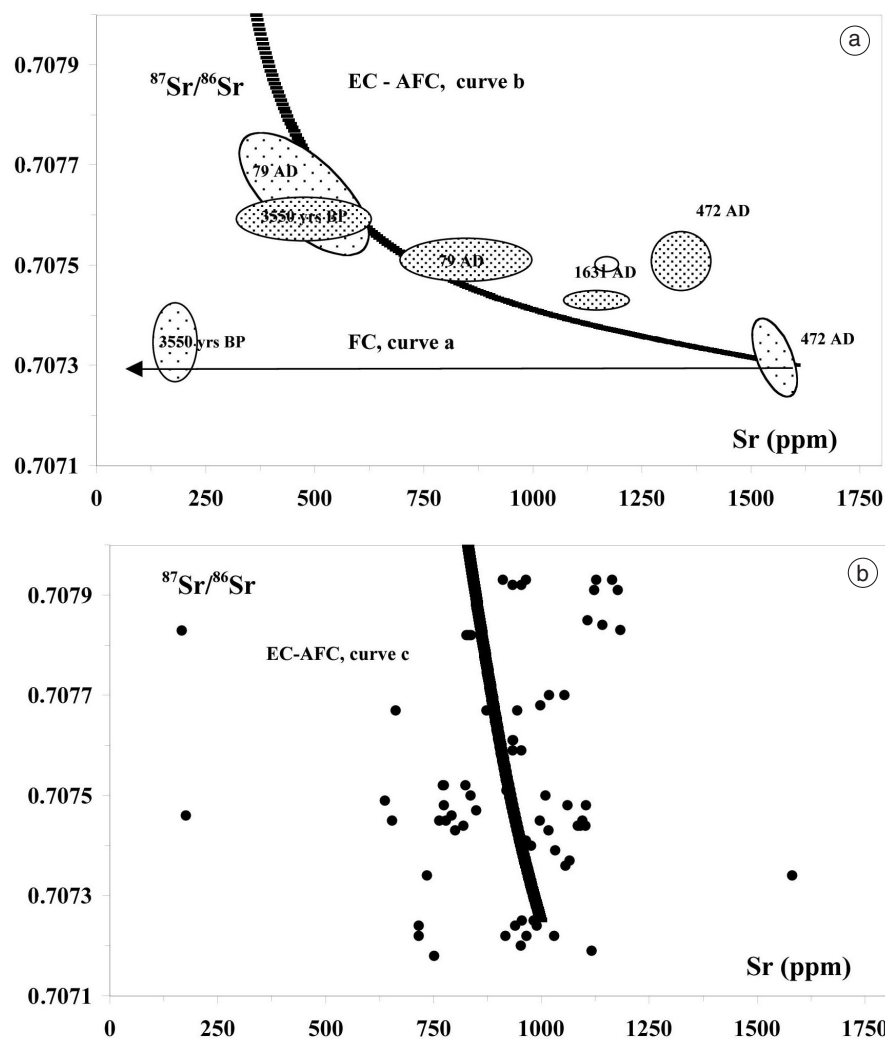 a
0.7079
⁸⁷Sr/⁸⁶Sr
EC - AFC, curve b
0.7077
79 AD
3550 yrs BP
472 AD
0.7075
79 AD
1631 AD
3550 yrs BP
FC, curve a
472 AD
0.7073
Sr (ppm)
0.7071
0 250 500 750 1000 1250 1500 1750
b
⁸⁷Sr/⁸⁶Sr
0.7079
EC-AFC, curve c
0.7077
0.7075
0.7073
Sr (ppm)
0.7071
0 250 500 750 1000 1250 1500 1750